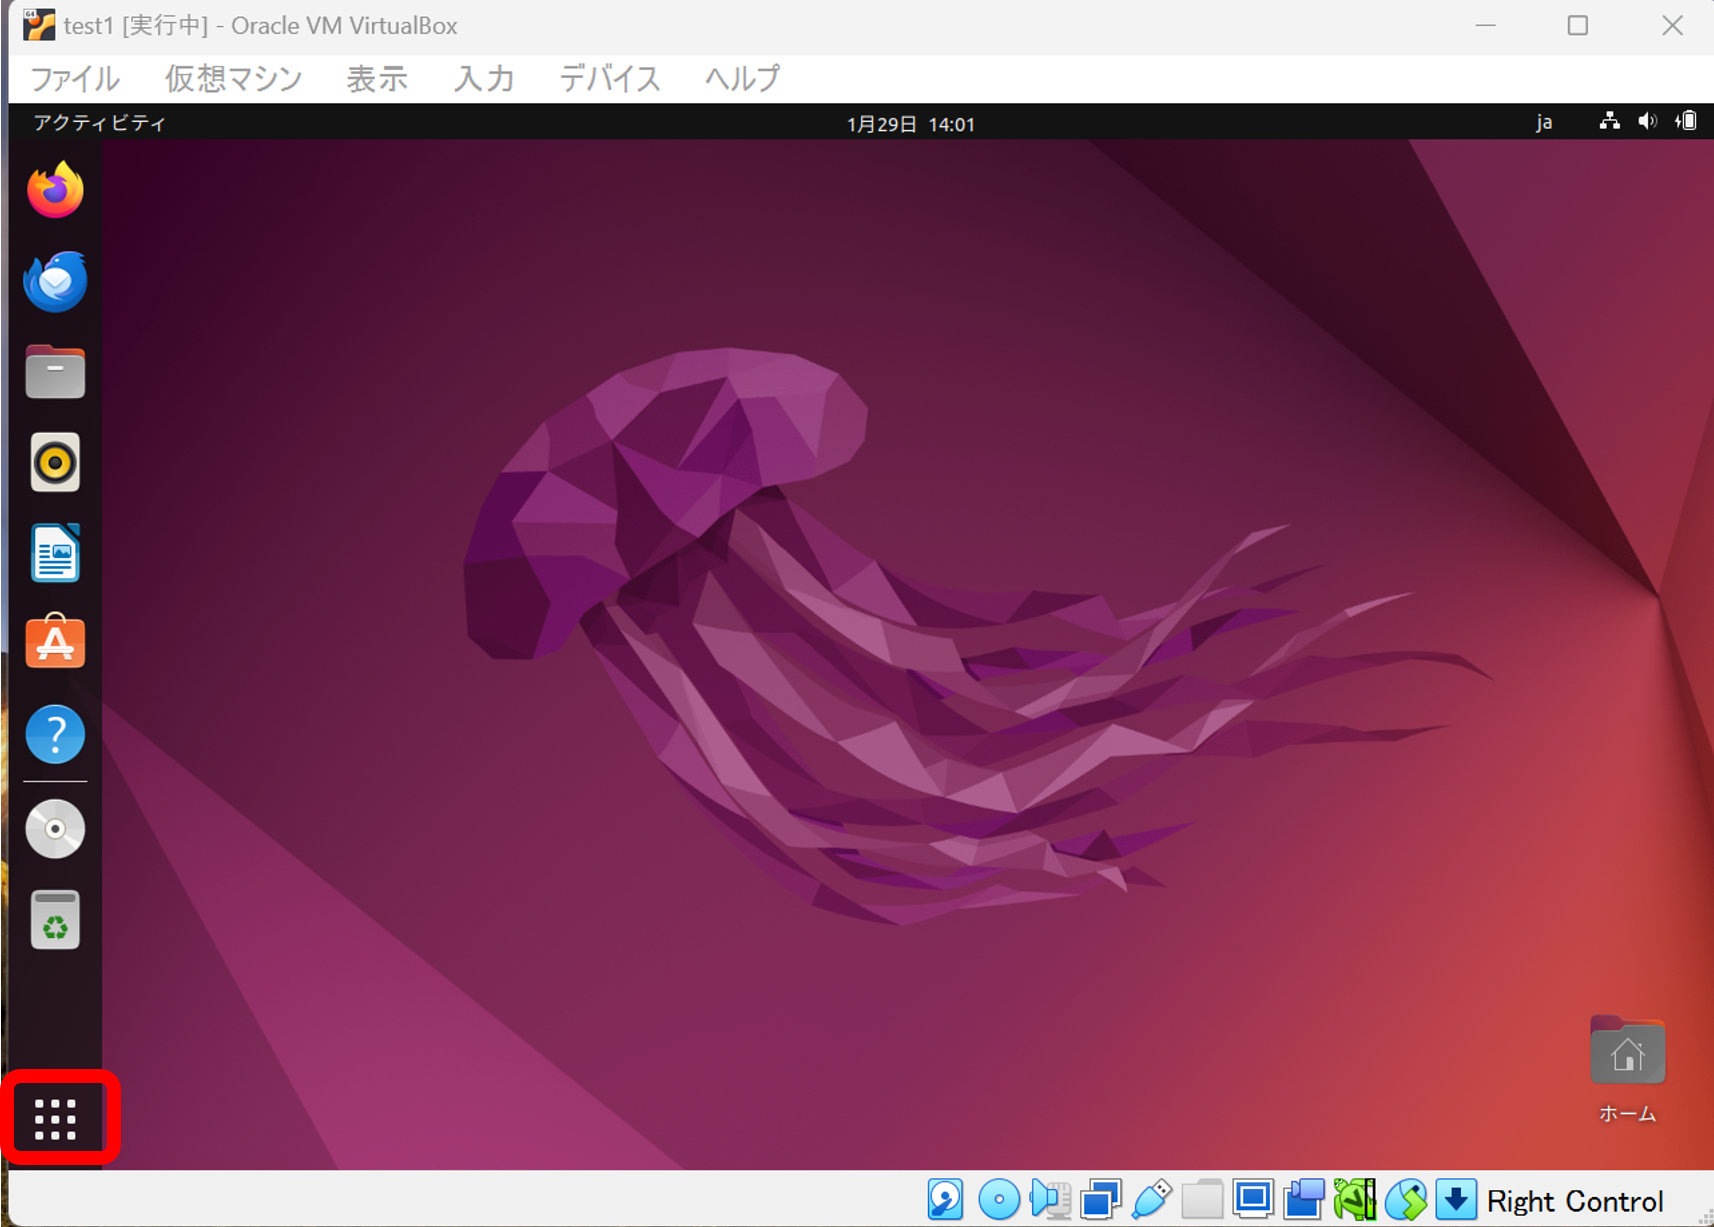 test1 [実行中] - Oracle VM VirtualBox
ファイル 仮想マシン 表示 入力 デバイス ヘルプ
アクティビティ 1月29日 14:01 ja
ホーム
Right Control